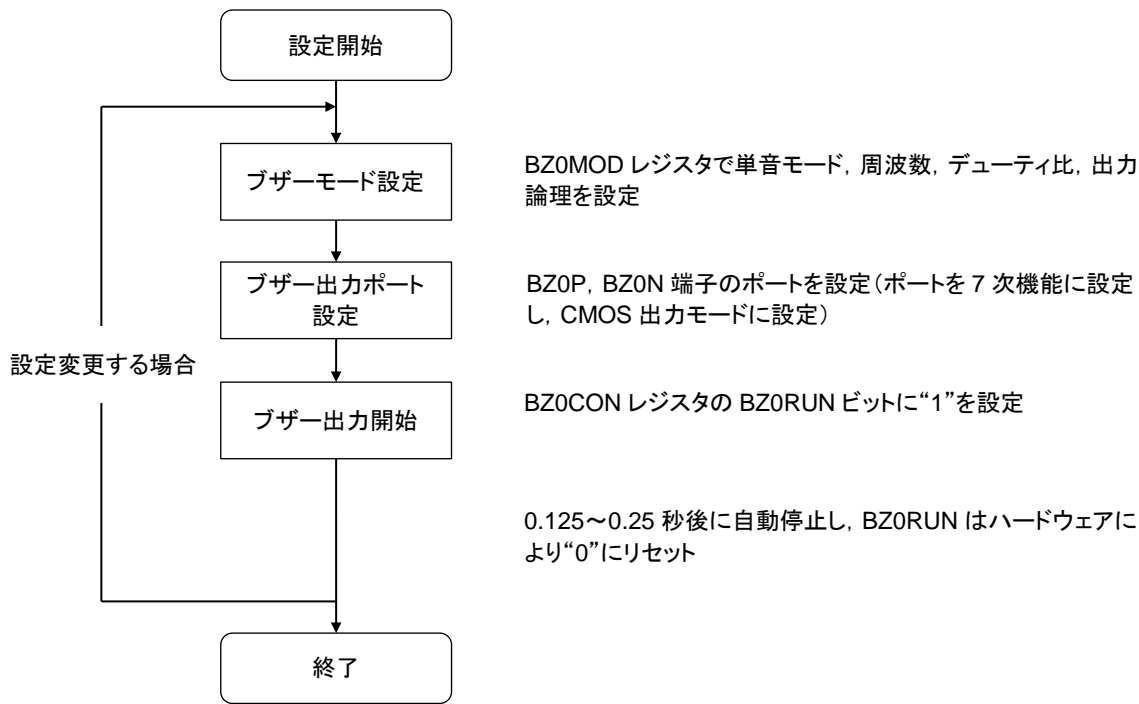 設定開始
ブザーモード設定
BZ0MOD レジスタで単音モード，周波数，デューティ比，出力
論理を設定
ブザー出力ポート
設定
BZ0P，BZ0N 端子のポートを設定（ポートを 7 次機能に設定
し，CMOS 出力モードに設定）
設定変更する場合
ブザー出力開始
BZ0CON レジスタの BZ0RUN ビットに“1”を設定
0.125～0.25 秒後に自動停止し，BZ0RUN はハードウェアに
より“0”にリセット
終了